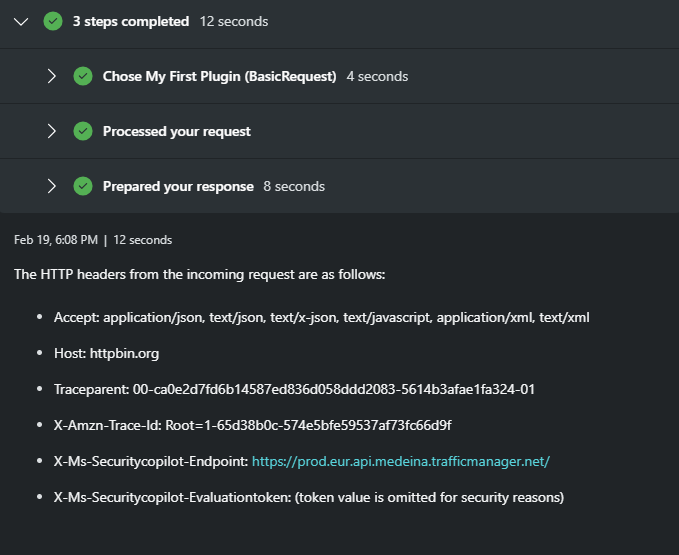 3 steps completed 12 seconds
Chose My First Plugin (BasicRequest) 4 seconds
Processed your request
Prepared your response 8 seconds
Feb 19, 6:08 PM | 12 seconds
The HTTP headers from the incoming request are as follows:
• Accept: application/json, text/json, text/x-json, text/javascript, application/xml, text/xml
• Host: httpbin.org
• Traceparent: 00-ca0e2d7fd6b14587ed836d058ddd2083-5614b3afae1fa324-01
• X-Amzn-Trace-Id: Root=1-65d38b0c-574e5bfe59537af73fc66d9f
• X-Ms-Securitycopilot-Endpoint: https://prod.eur.api.medeina.trafficmanager.net/
• X-Ms-Securitycopilot-Evaluationtoken: (token value is omitted for security reasons)